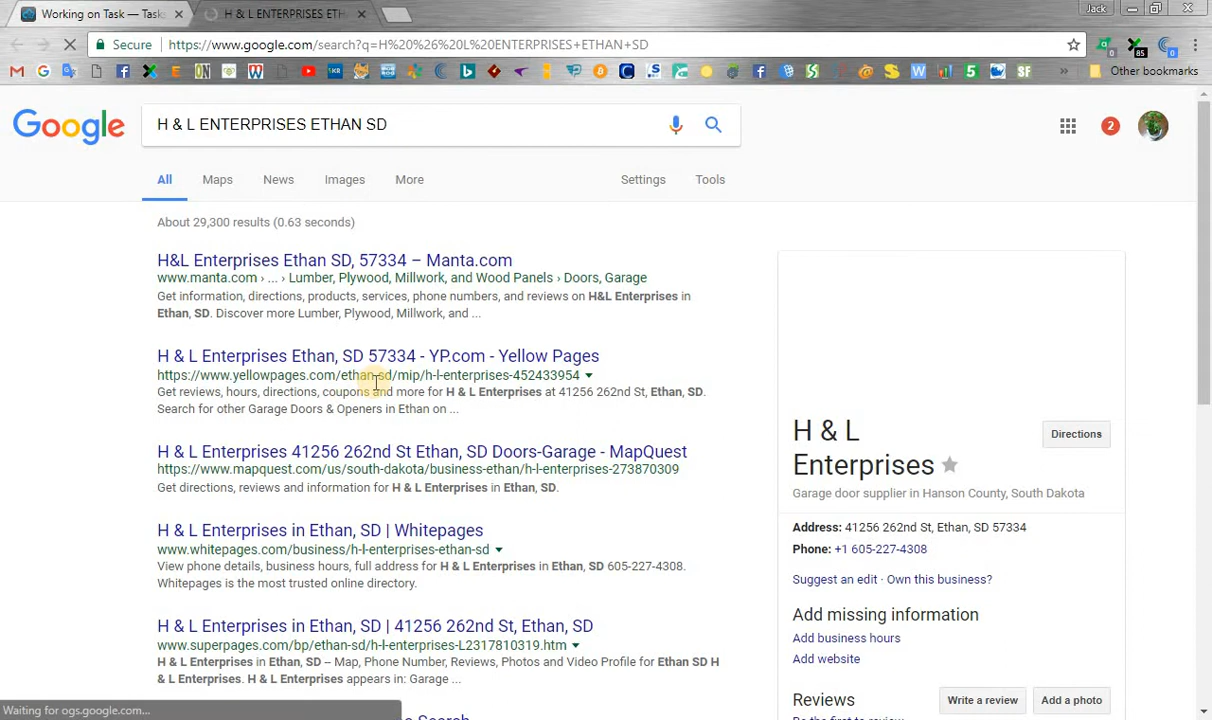 Working on Task — Task
H & L ENTERPRISES ETH
Jack
Secure
https://www.google.com/search?q=H%20%26%20L%20ENTERPRISES+ETHAN+SD
0
85
0
Other bookmarks
Google
H & L ENTERPRISES ETHAN SD
2
All
Maps
News
Images
More
Settings
Tools
About 29,300 results (0.63 seconds)
H&L Enterprises Ethan SD, 57334 – Manta.com
www.manta.com › ... › Lumber, Plywood, Millwork, and Wood Panels › Doors, Garage
Get information, directions, products, services, phone numbers, and reviews on H&L Enterprises in
Ethan, SD. Discover more Lumber, Plywood, Millwork, and ...
H & L Enterprises Ethan, SD 57334 - YP.com - Yellow Pages
https://www.yellowpages.com/ethan-sd/mip/h-l-enterprises-452433954
Get reviews, hours, directions, coupons and more for H & L Enterprises at 41256 262nd St, Ethan, SD.
Search for other Garage Doors & Openers in Ethan on ...
H & L Enterprises 41256 262nd St Ethan, SD Doors-Garage - MapQuest
https://www.mapquest.com/us/south-dakota/business-ethan/h-l-enterprises-273870309
Get directions, reviews and information for H & L Enterprises in Ethan, SD.
H & L Enterprises in Ethan, SD | Whitepages
www.whitepages.com/business/h-l-enterprises-ethan-sd
View phone details, business hours, full address for H & L Enterprises in Ethan, SD 605-227-4308.
Whitepages is the most trusted online directory.
H & L Enterprises in Ethan, SD | 41256 262nd St, Ethan, SD
www.superpages.com/bp/ethan-sd/h-l-enterprises-L2317810319.htm
H & L Enterprises in Ethan, SD – Map, Phone Number, Reviews, Photos and Video Profile for Ethan SD H
& L Enterprises. H & L Enterprises appears in: Garage ...
H & L
Enterprises
Directions
Garage door supplier in Hanson County, South Dakota
Address: 41256 262nd St, Ethan, SD 57334
Phone: +1 605-227-4308
Suggest an edit · Own this business?
Add missing information
Add business hours
Add website
Reviews
Write a review
Add a photo
Waiting for ogs.google.com...